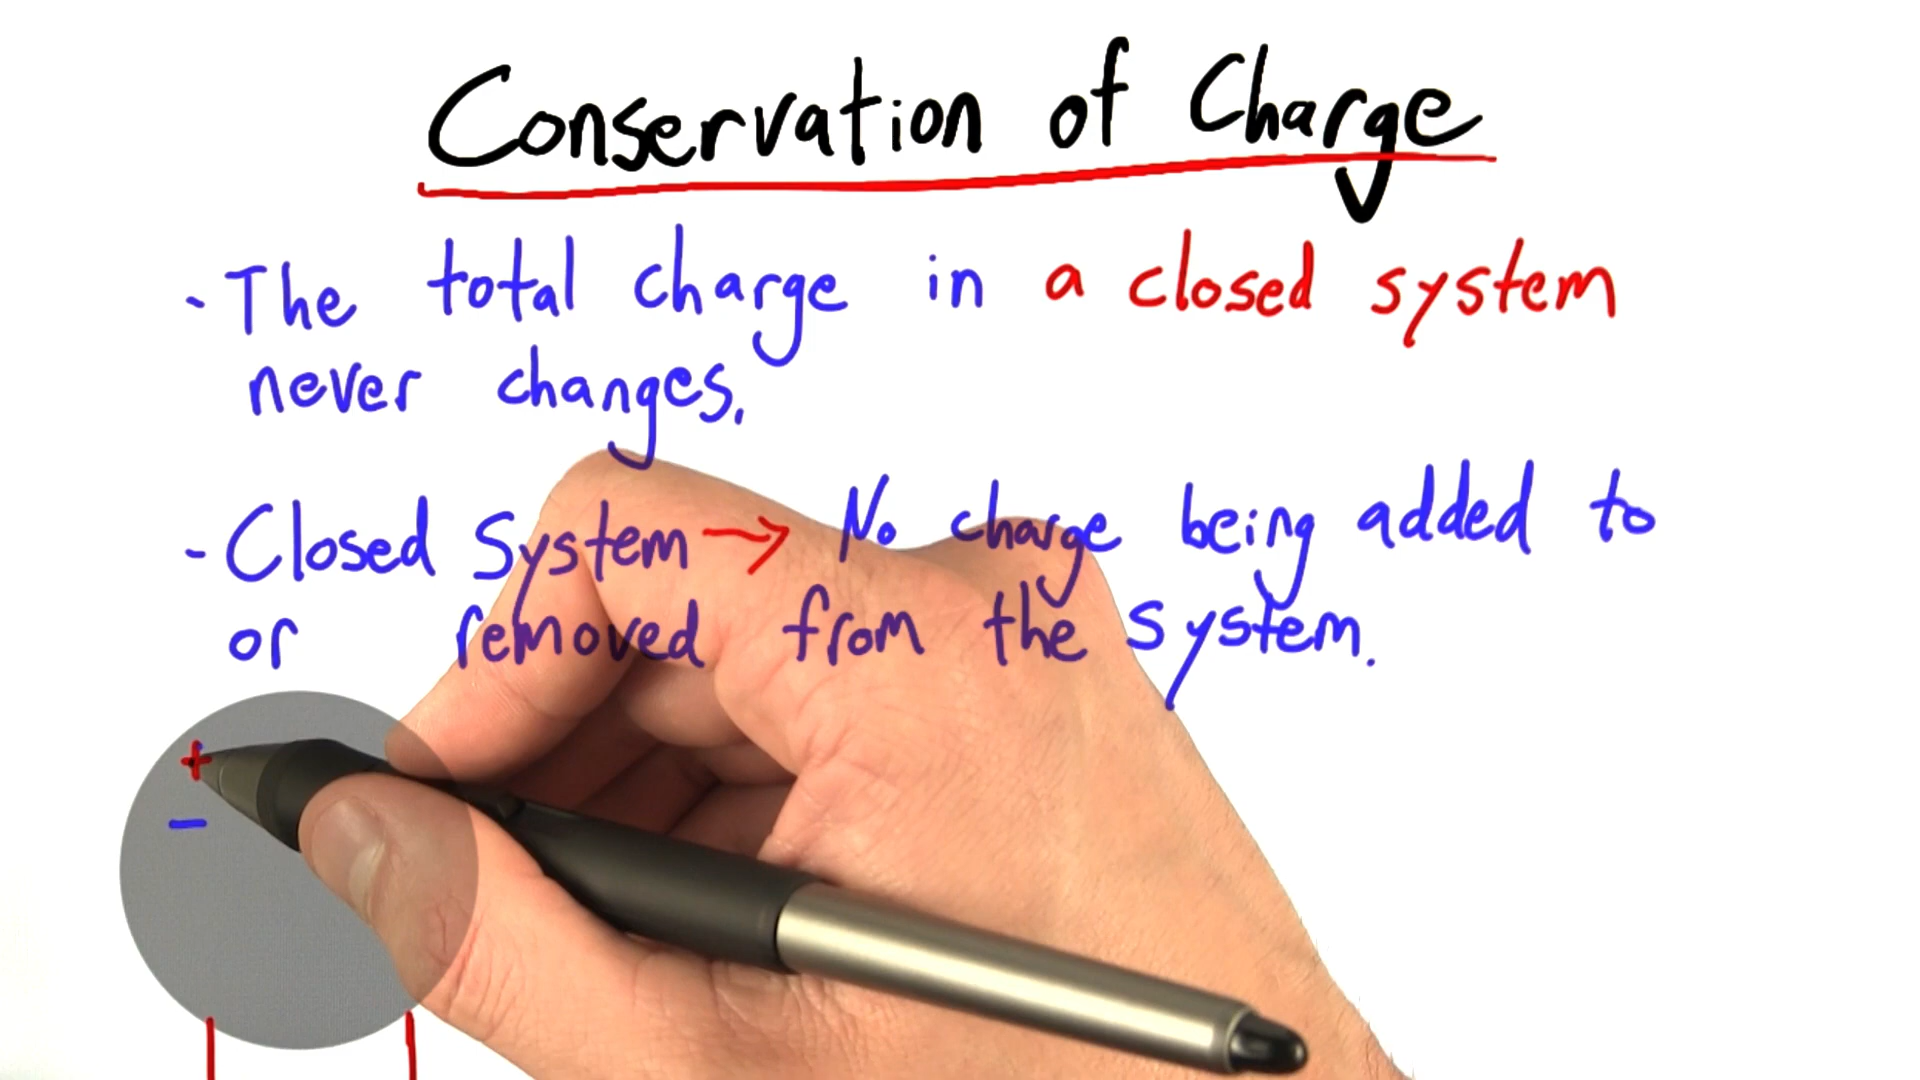 Conservation of Charge
- The total charge in a closed system
never changes.
- Closed System → No charge being added to
or removed from the system.
+
−